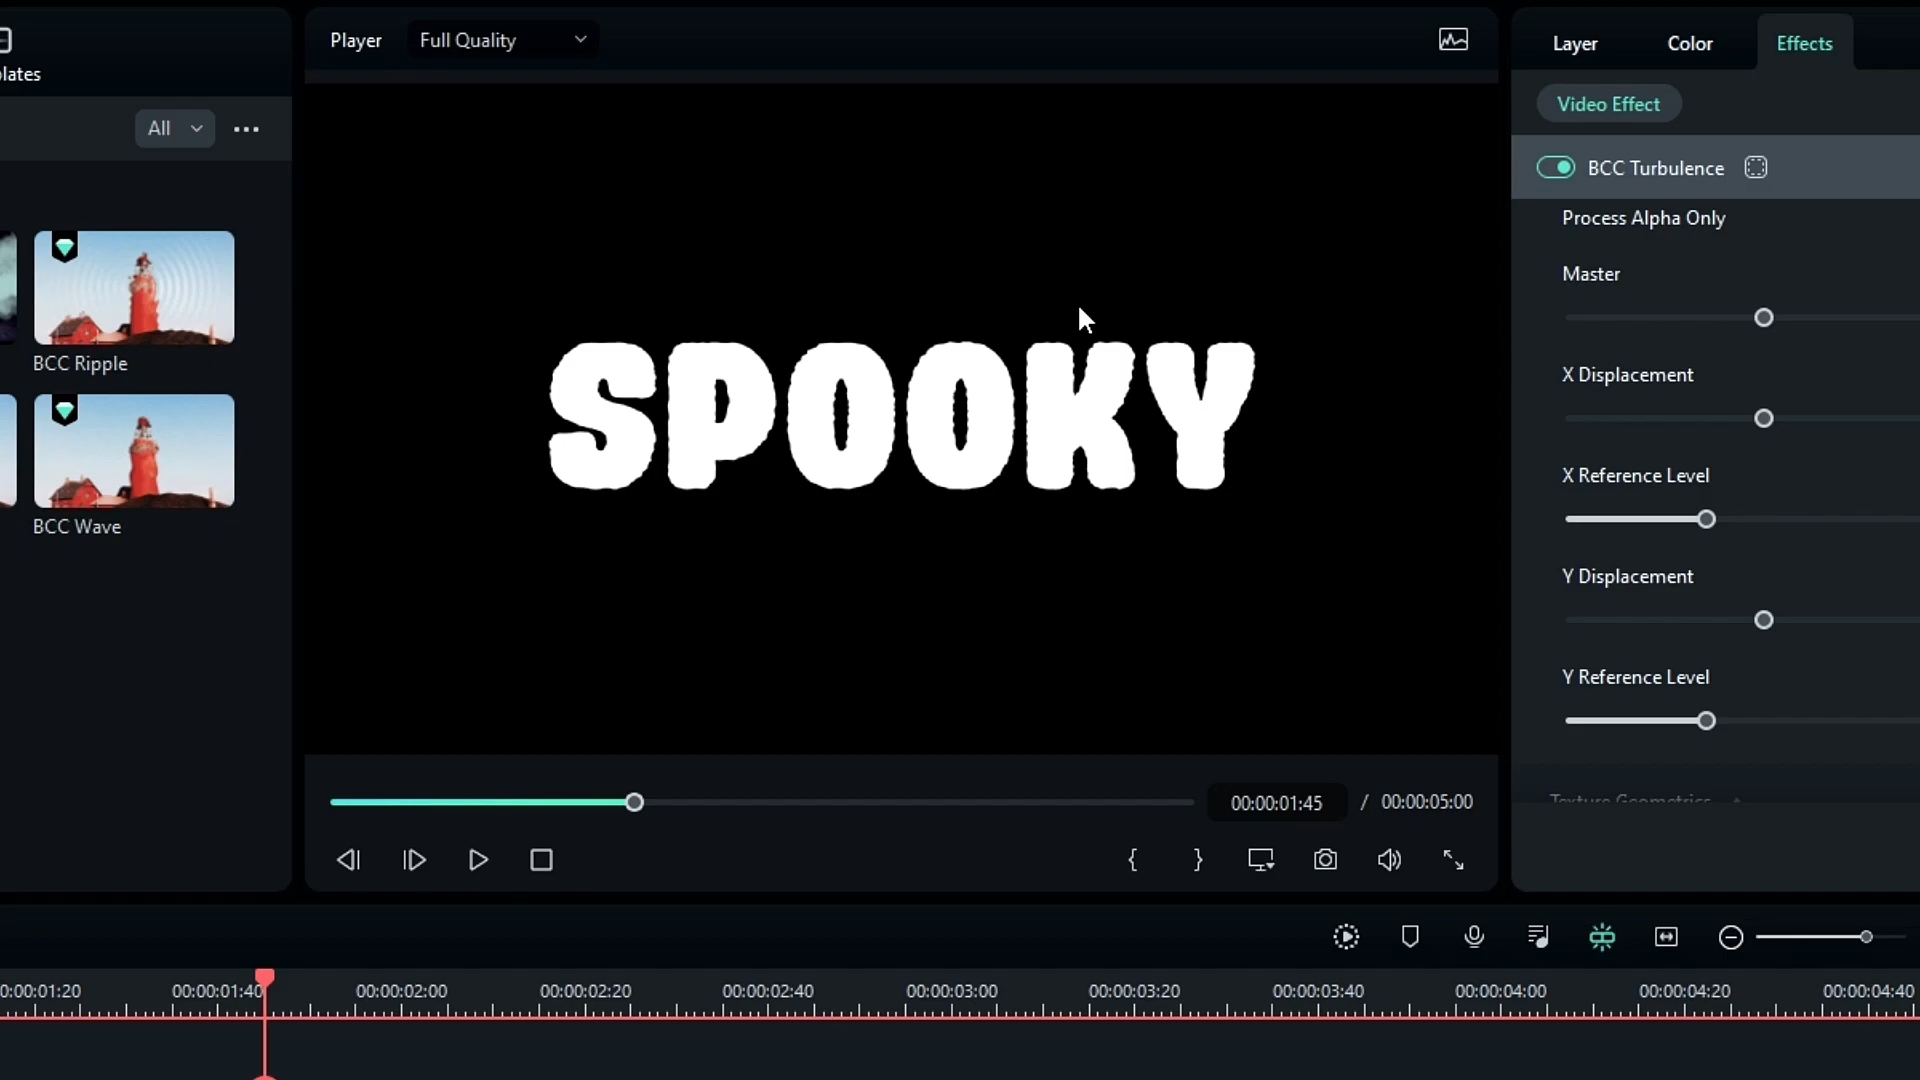 Player
Full Quality
lates
All
BCC Ripple
BCC Wave
SPOOKY
Layer
Color
Effects
Video Effect
BCC Turbulence
Process Alpha Only
Master
X Displacement
X Reference Level
Y Displacement
Y Reference Level
Texture Geometrics
00:00:01:45 / 00:00:05:00
{ }
0:00:01:20
00:00:01:40
00:00:02:00
00:00:02:20
00:00:02:40
00:00:03:00
00:00:03:20
00:00:03:40
00:00:04:00
00:00:04:20
00:00:04:40